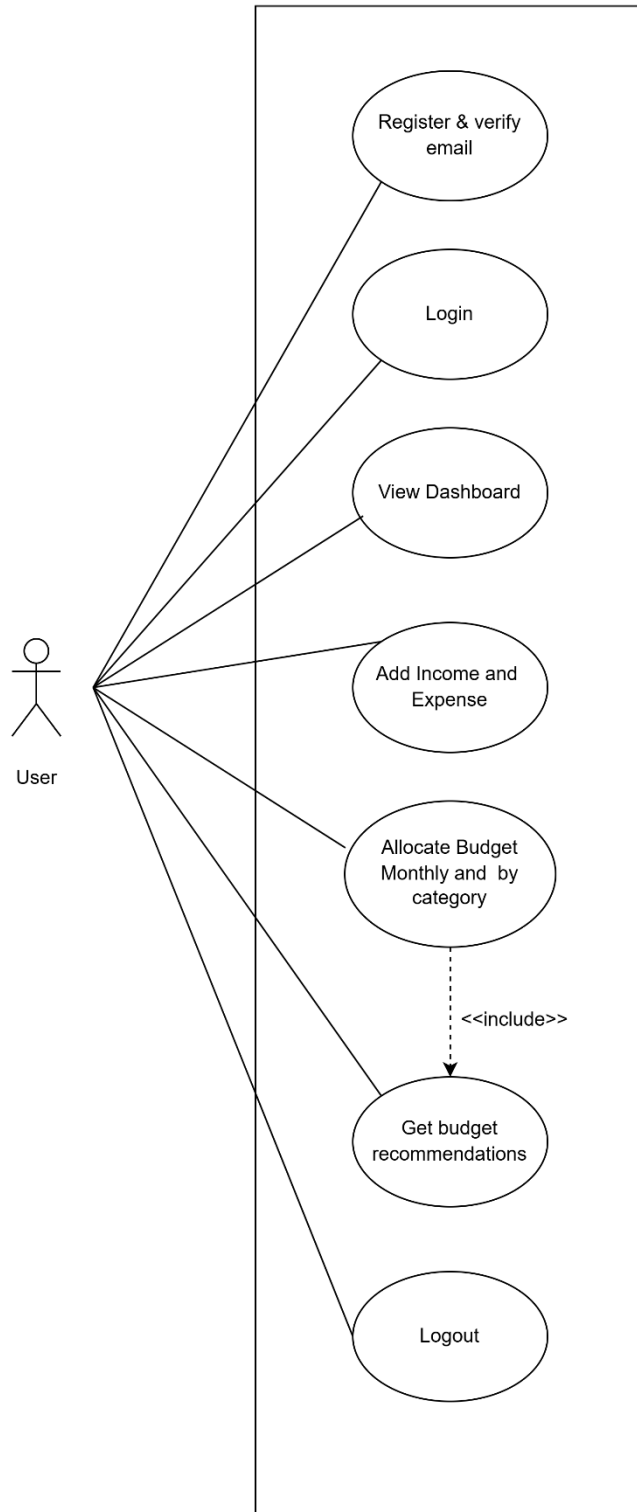 Register & verify
email
Login
View Dashboard
Add Income and
Expense
User
Allocate Budget
Monthly and  by
category
<<include>>
Get budget
recommendations
Logout